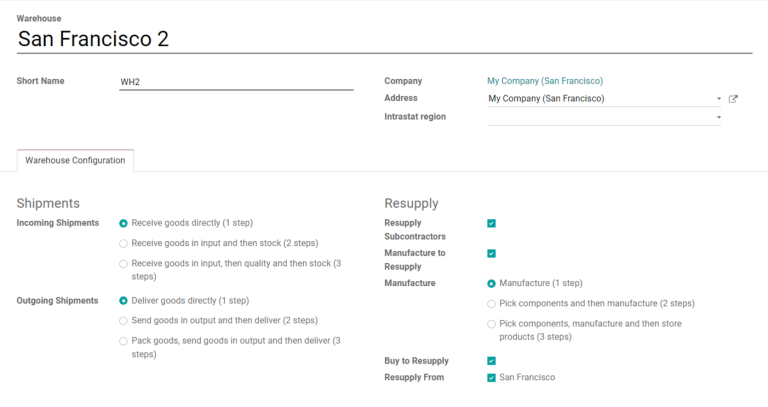 Warehouse
San Francisco 2
Short Name
WH2
Company
My Company (San Francisco)
Address
My Company (San Francisco)
Intrastat region
Warehouse Configuration
Shipments
Incoming Shipments
Receive goods directly (1 step)
Receive goods in input and then stock (2 steps)
Receive goods in input, then quality and then stock (3
steps)
Outgoing Shipments
Deliver goods directly (1 step)
Send goods in output and then deliver (2 steps)
Pack goods, send goods in output and then deliver (3
steps)
Resupply
Resupply
Subcontractors
Manufacture to
Resupply
Manufacture
Manufacture (1 step)
Pick components and then manufacture (2 steps)
Pick components, manufacture and then store
products (3 steps)
Buy to Resupply
Resupply From
San Francisco